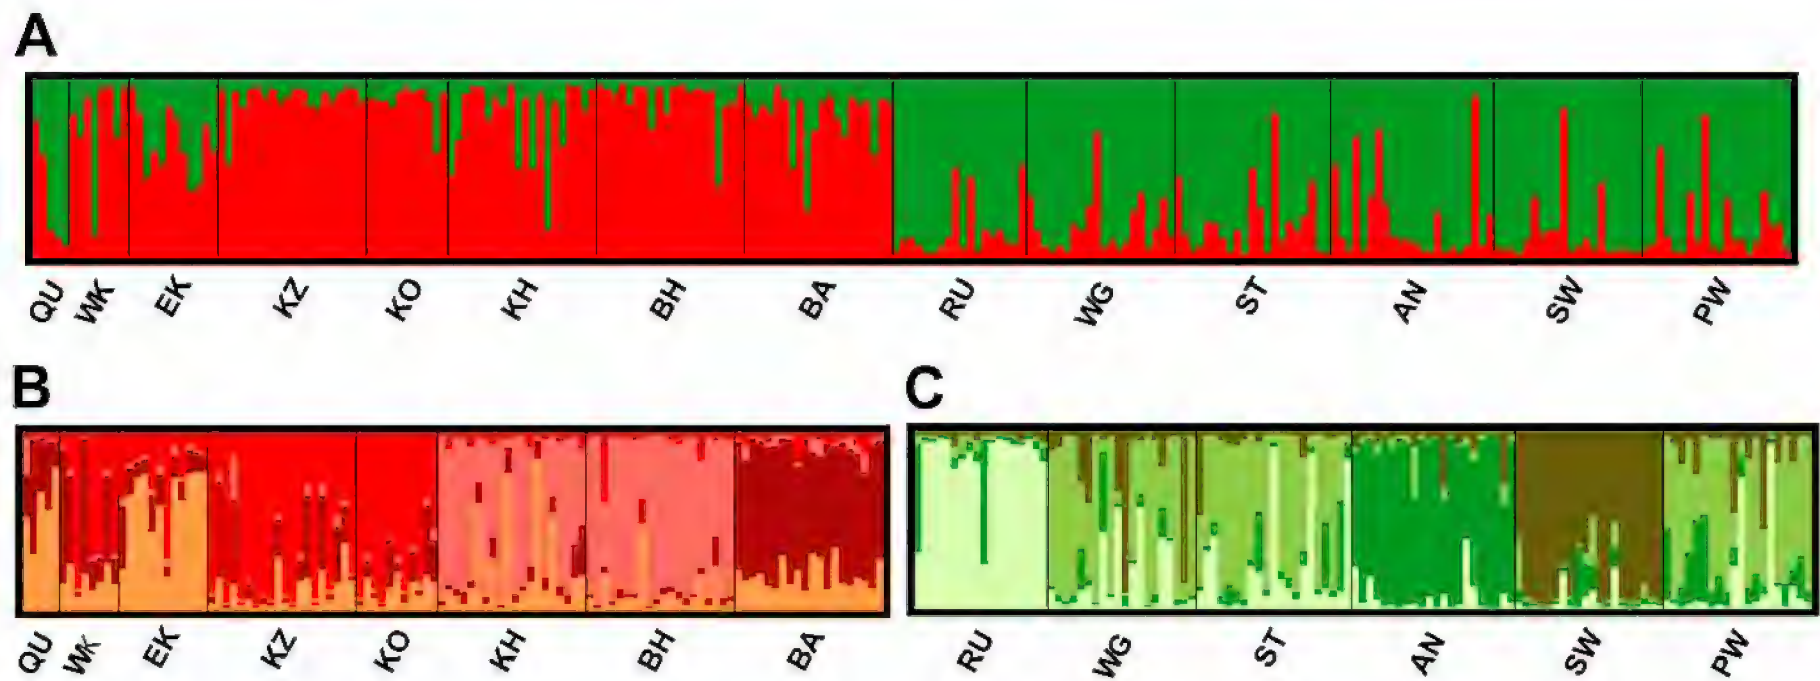 A
QU WK EK KZ KO KH BH BA RU WG ST AN SW PW
B C
QU WK EK KZ KO KH BH BA RU WG ST AN SW PW